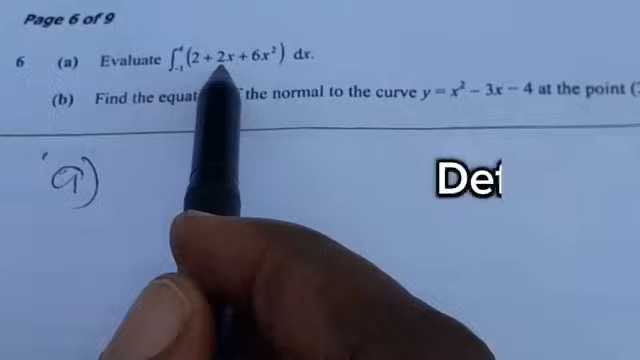 Page 6 of 9
6 (a) Evaluate ∫₋₁ (2 + 2x + 6x²) dx.
(b) Find the equat the normal to the curve y = x² − 3x − 4 at the point (
a)
Def